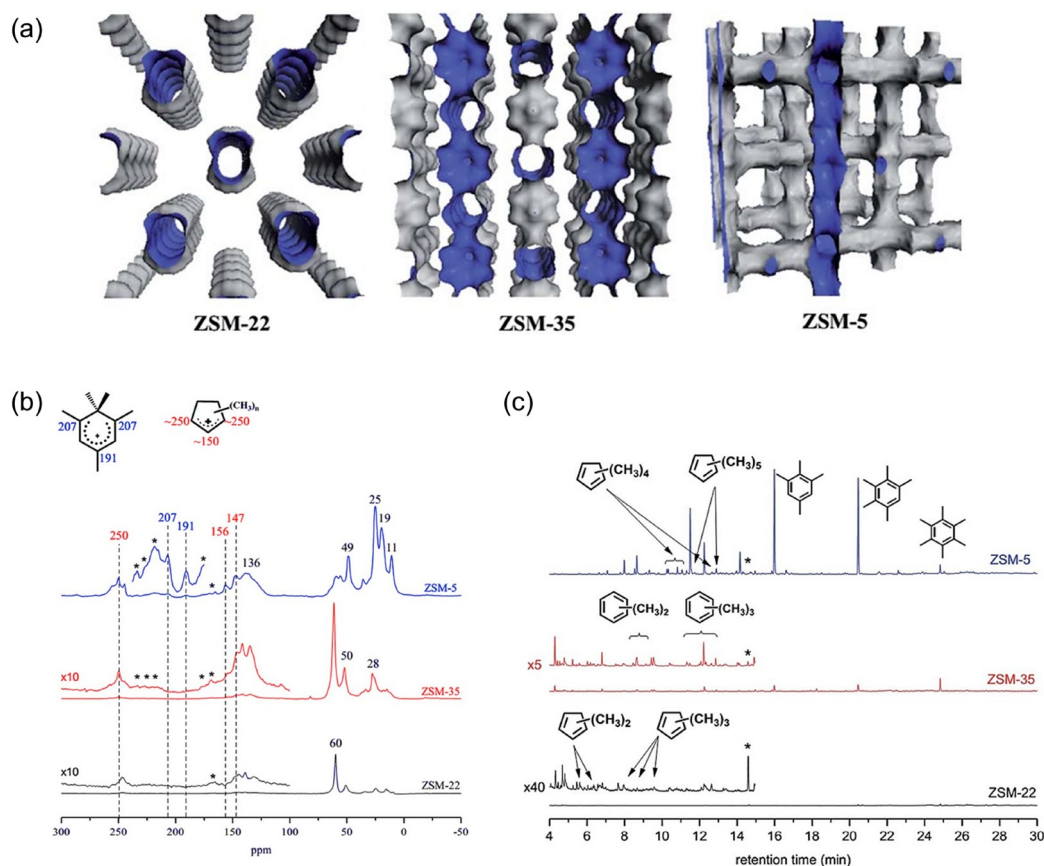 (a)
ZSM-22
ZSM-35
ZSM-5
(b)
207
207
191
(CH3)n
~250
~250
~150
250
207
191
156
147
136
49
25
19
11
* * * * *
ZSM-5
x10
* * * * * *
60
50
28
ZSM-35
x10
*
60
ZSM-22
300 250 200 150 100 50 0 -50
ppm
(c)
(CH3)4
(CH3)5
*
ZSM-5
(CH3)2
(CH3)3
x5
*
ZSM-35
(CH3)2
(CH3)3
x40
*
ZSM-22
4 6 8 10 12 14 16 18 20 22 24 26 28 30
retention time (min)